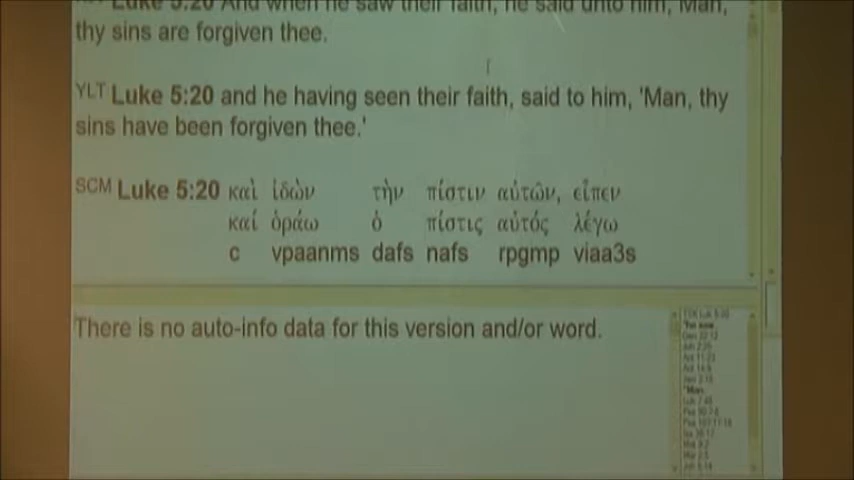 Luke 5:20 And when he saw their faith, he said unto him, Man,
thy sins are forgiven thee.
YLT Luke 5:20 and he having seen their faith, said to him, 'Man, thy
sins have been forgiven thee.'
SCM Luke 5:20 καὶ ἰδὼν τὴν πίστιν αὐτῶν, εἶπεν
καί ὁράω ὁ πίστις αὐτός λέγω
c vpaanms dafs nafs rpgmp viaa3s
There is no auto-info data for this version and/or word.